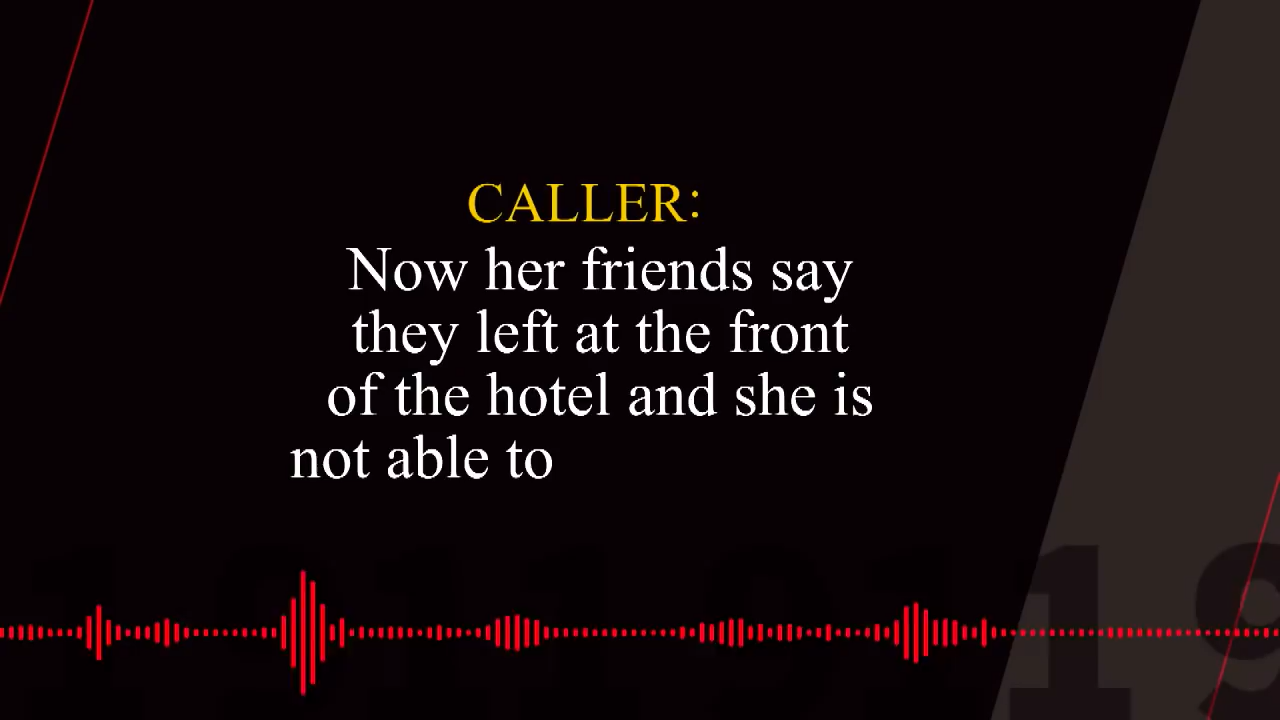 CALLER:
Now her friends say
they left at the front
of the hotel and she is
not able to
19